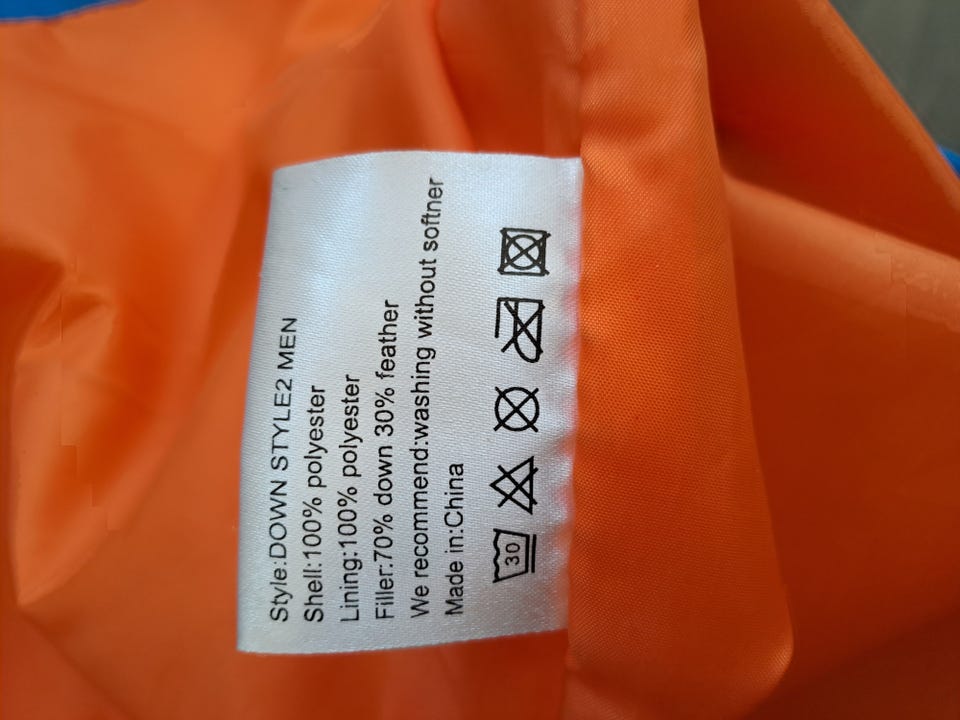 Style:DOWN STYLE2 MEN
Shell:100% polyester
Lining:100% polyester
Filler:70% down 30% feather
We recommend:washing without softner
Made in:China
30